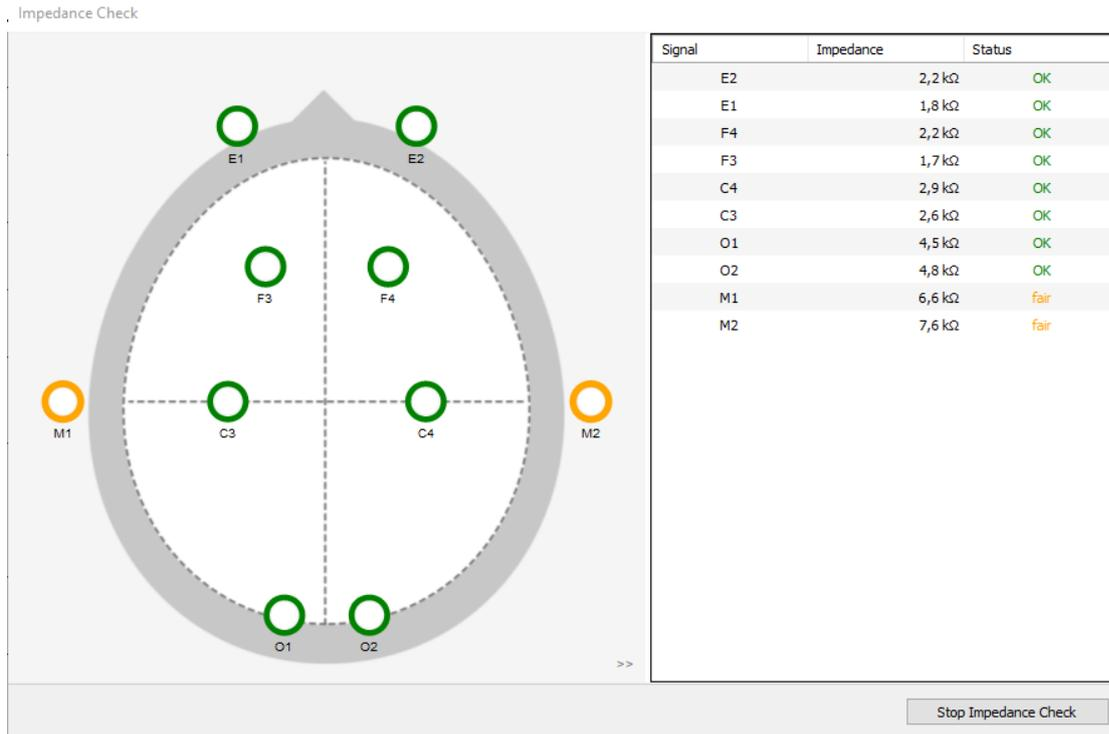 Impedance Check
E1 E2
F3 F4
M1 C3 C4 M2
O1 O2
>>
Signal Impedance Status
E2 2,2 kΩ OK
E1 1,8 kΩ OK
F4 2,2 kΩ OK
F3 1,7 kΩ OK
C4 2,9 kΩ OK
C3 2,6 kΩ OK
O1 4,5 kΩ OK
O2 4,8 kΩ OK
M1 6,6 kΩ fair
M2 7,6 kΩ fair
Stop Impedance Check